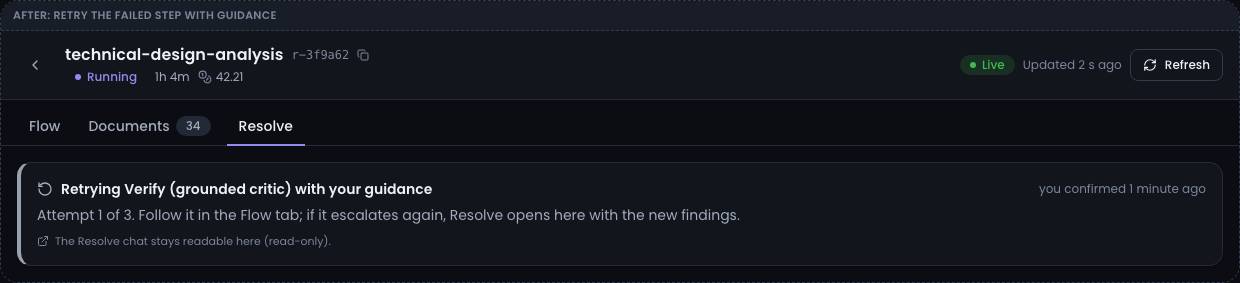 AFTER: RETRY THE FAILED STEP WITH GUIDANCE
technical-design-analysis r-3f9a62
Running 1h 4m 42.21
Live Updated 2 s ago Refresh
Flow Documents 34 Resolve
Retrying Verify (grounded critic) with your guidance you confirmed 1 minute ago
Attempt 1 of 3. Follow it in the Flow tab; if it escalates again, Resolve opens here with the new findings.
The Resolve chat stays readable here (read-only).